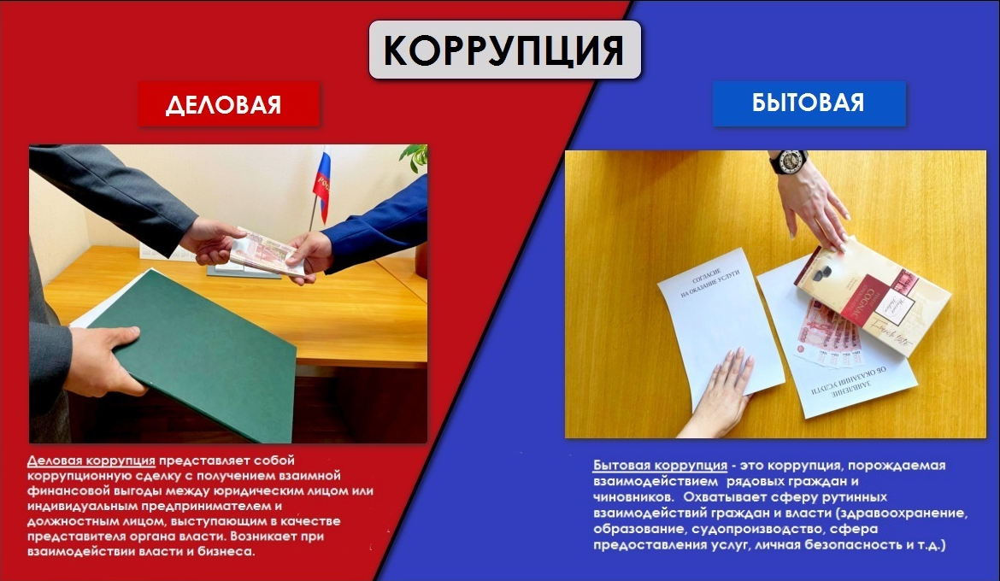 КОРРУПЦИЯ
ДЕЛОВАЯ
БЫТОВАЯ
СОГЛАСИЕ
НА ОКАЗАНИЕ УСЛУГИ
COGNAC
ЗАЯВЛЕНИЕ
ОБ ОКАЗАНИИ УСЛУГИ
Деловая коррупция представляет собой
коррупционную сделку с получением взаимной
финансовой выгоды между юридическим лицом или
индивидуальным предпринимателем и
должностным лицом, выступающим в качестве
представителя органа власти. Возникает при
взаимодействии власти и бизнеса.
Бытовая коррупция - это коррупция, порождаемая
взаимодействием рядовых граждан и
чиновников. Охватывает сферу рутинных
взаимодействий граждан и власти (здравоохранение,
образование, судопроизводство, сфера
предоставления услуг, личная безопасность и т.д.)